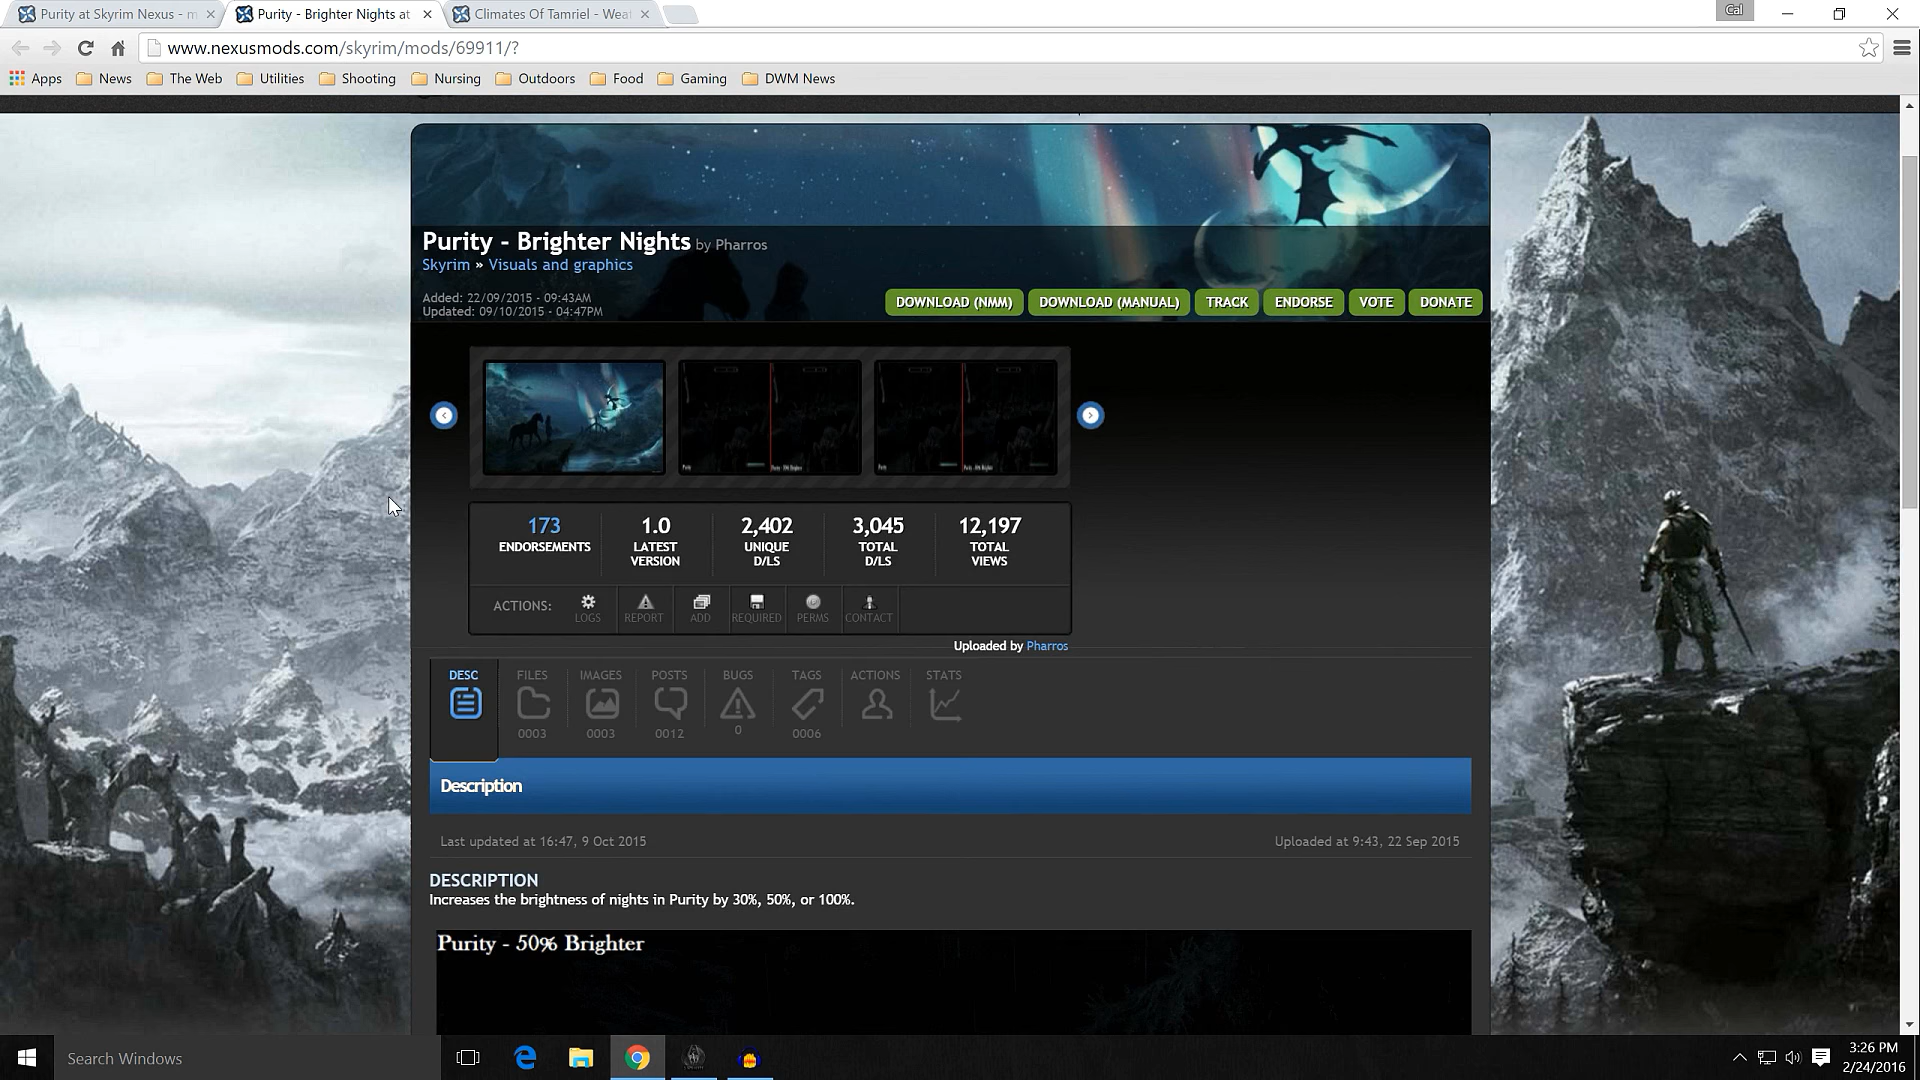 Purity at Skyrim Nexus - m
Purity - Brighter Nights at
Climates Of Tamriel - Weat
Cal
www.nexusmods.com/skyrim/mods/69911/?
Apps
News
The Web
Utilities
Shooting
Nursing
Outdoors
Food
Gaming
DWM News
Purity - Brighter Nights by Pharros
Skyrim » Visuals and graphics
Added: 22/09/2015 - 09:43AM
Updated: 09/10/2015 - 04:47PM
DOWNLOAD (NMM)
DOWNLOAD (MANUAL)
TRACK
ENDORSE
VOTE
DONATE
173 ENDORSEMENTS
1.0 LATEST VERSION
2,402 UNIQUE D/LS
3,045 TOTAL D/LS
12,197 TOTAL VIEWS
ACTIONS:
LOGS
REPORT
ADD
REQUIRED
PERMS
CONTACT
Uploaded by Pharros
DESC
FILES
IMAGES
POSTS
BUGS
TAGS
ACTIONS
STATS
0003
0003
0012
0
0006
Description
Last updated at 16:47, 9 Oct 2015
Uploaded at 9:43, 22 Sep 2015
DESCRIPTION
Increases the brightness of nights in Purity by 30%, 50%, or 100%.
Purity - 50% Brighter
Search Windows
3:26 PM
2/24/2016